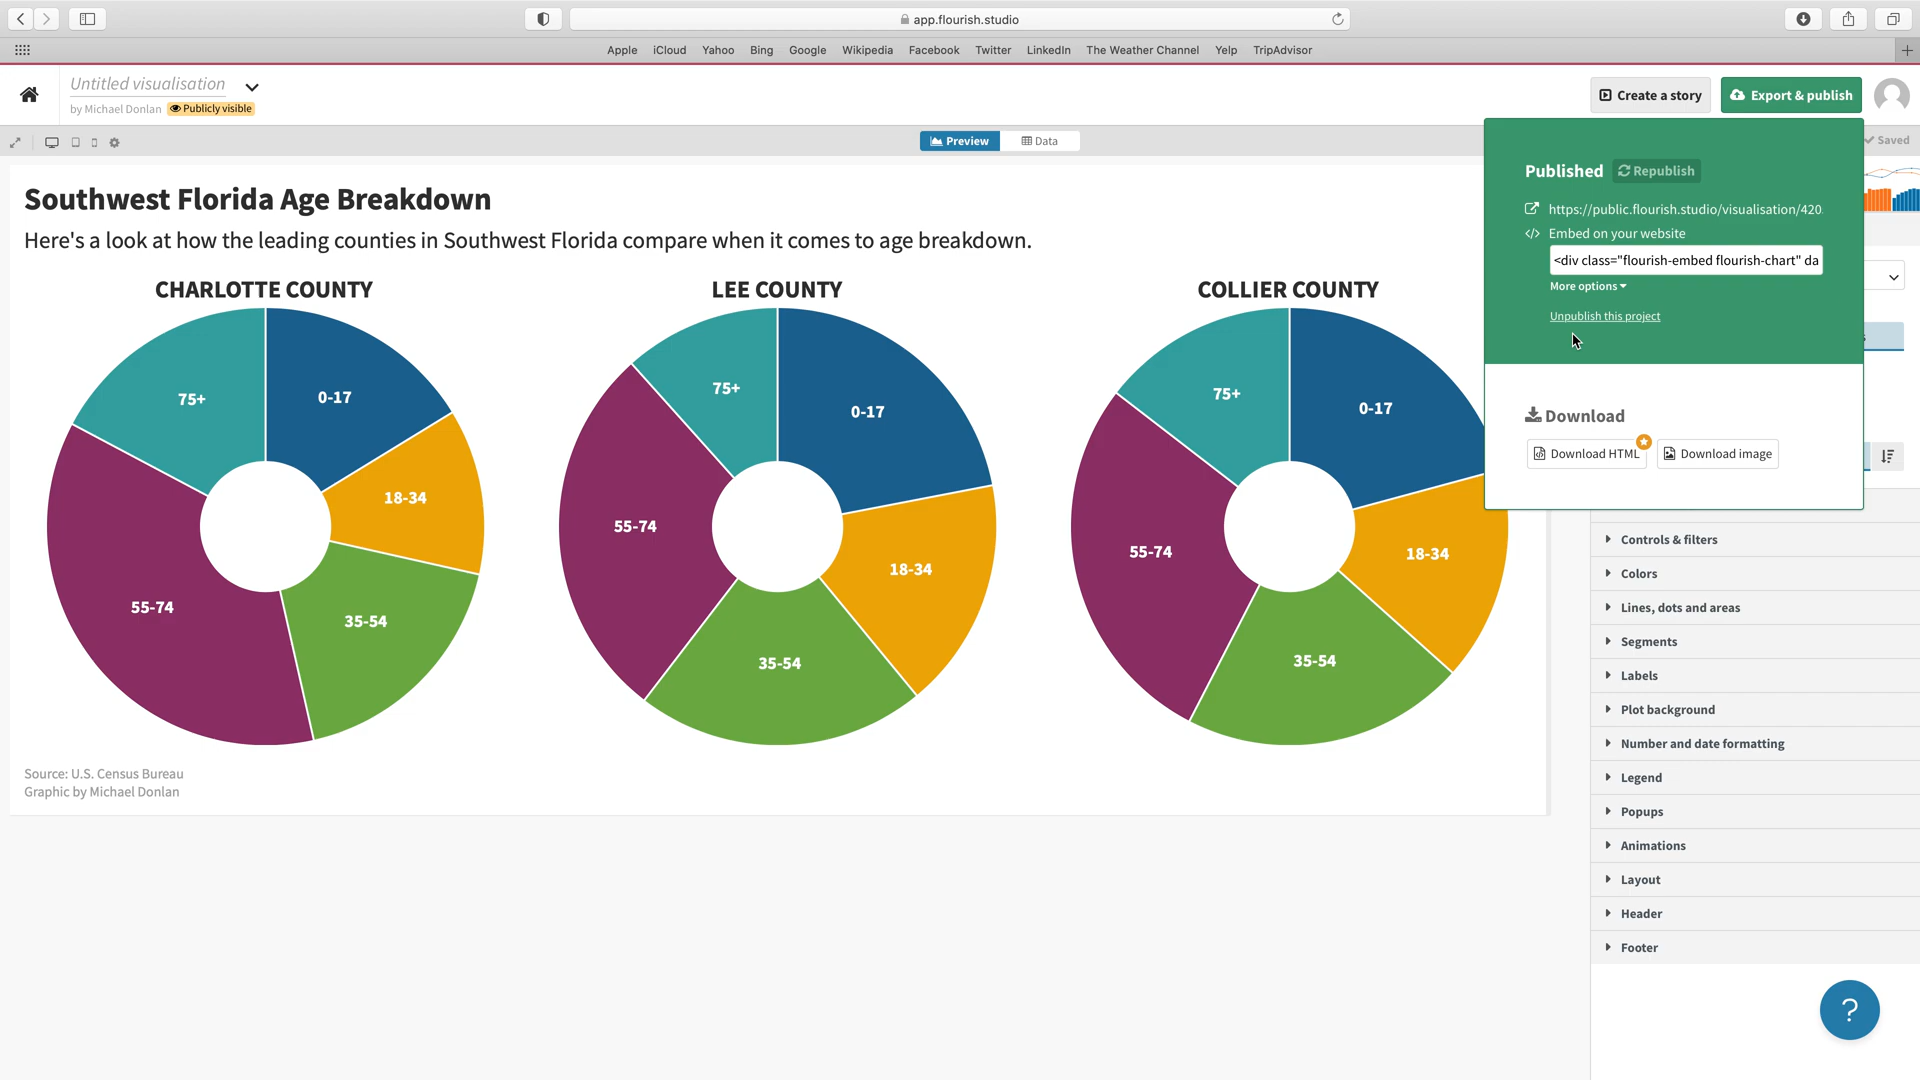 app.flourish.studio
Apple iCloud Yahoo Bing Google Wikipedia Facebook Twitter LinkedIn The Weather Channel Yelp TripAdvisor
Untitled visualisation
by Michael Donlan Publicly visible
Create a story
Export & publish
Preview
Data
Saved
Southwest Florida Age Breakdown
Here's a look at how the leading counties in Southwest Florida compare when it comes to age breakdown.
CHARLOTTE COUNTY
75+
0-17
18-34
55-74
35-54
LEE COUNTY
75+
0-17
55-74
18-34
35-54
COLLIER COUNTY
75+
0-17
55-74
18-34
35-54
Source: U.S. Census Bureau
Graphic by Michael Donlan
Published Republish
https://public.flourish.studio/visualisation/420
</> Embed on your website
<div class="flourish-embed flourish-chart" da
More options
Unpublish this project
Download
Download HTML
Download image
Controls & filters
Colors
Lines, dots and areas
Segments
Labels
Plot background
Number and date formatting
Legend
Popups
Animations
Layout
Header
Footer
?